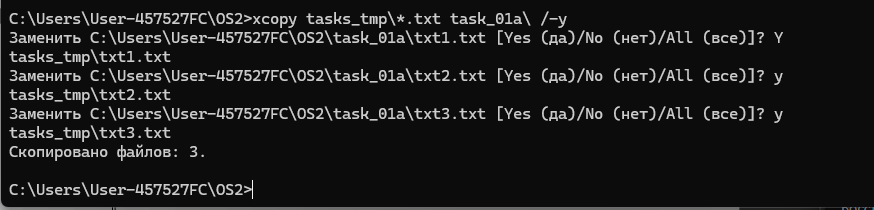 C:\Users\User-457527FC\OS2>xcopy tasks_tmp\*.txt task_01a\ /-y
Заменить C:\Users\User-457527FC\OS2\task_01a\txt1.txt [Yes (да)/No (нет)/All (все)]? Y
tasks_tmp\txt1.txt
Заменить C:\Users\User-457527FC\OS2\task_01a\txt2.txt [Yes (да)/No (нет)/All (все)]? y
tasks_tmp\txt2.txt
Заменить C:\Users\User-457527FC\OS2\task_01a\txt3.txt [Yes (да)/No (нет)/All (все)]? y
tasks_tmp\txt3.txt
Скопировано файлов: 3.
C:\Users\User-457527FC\OS2>